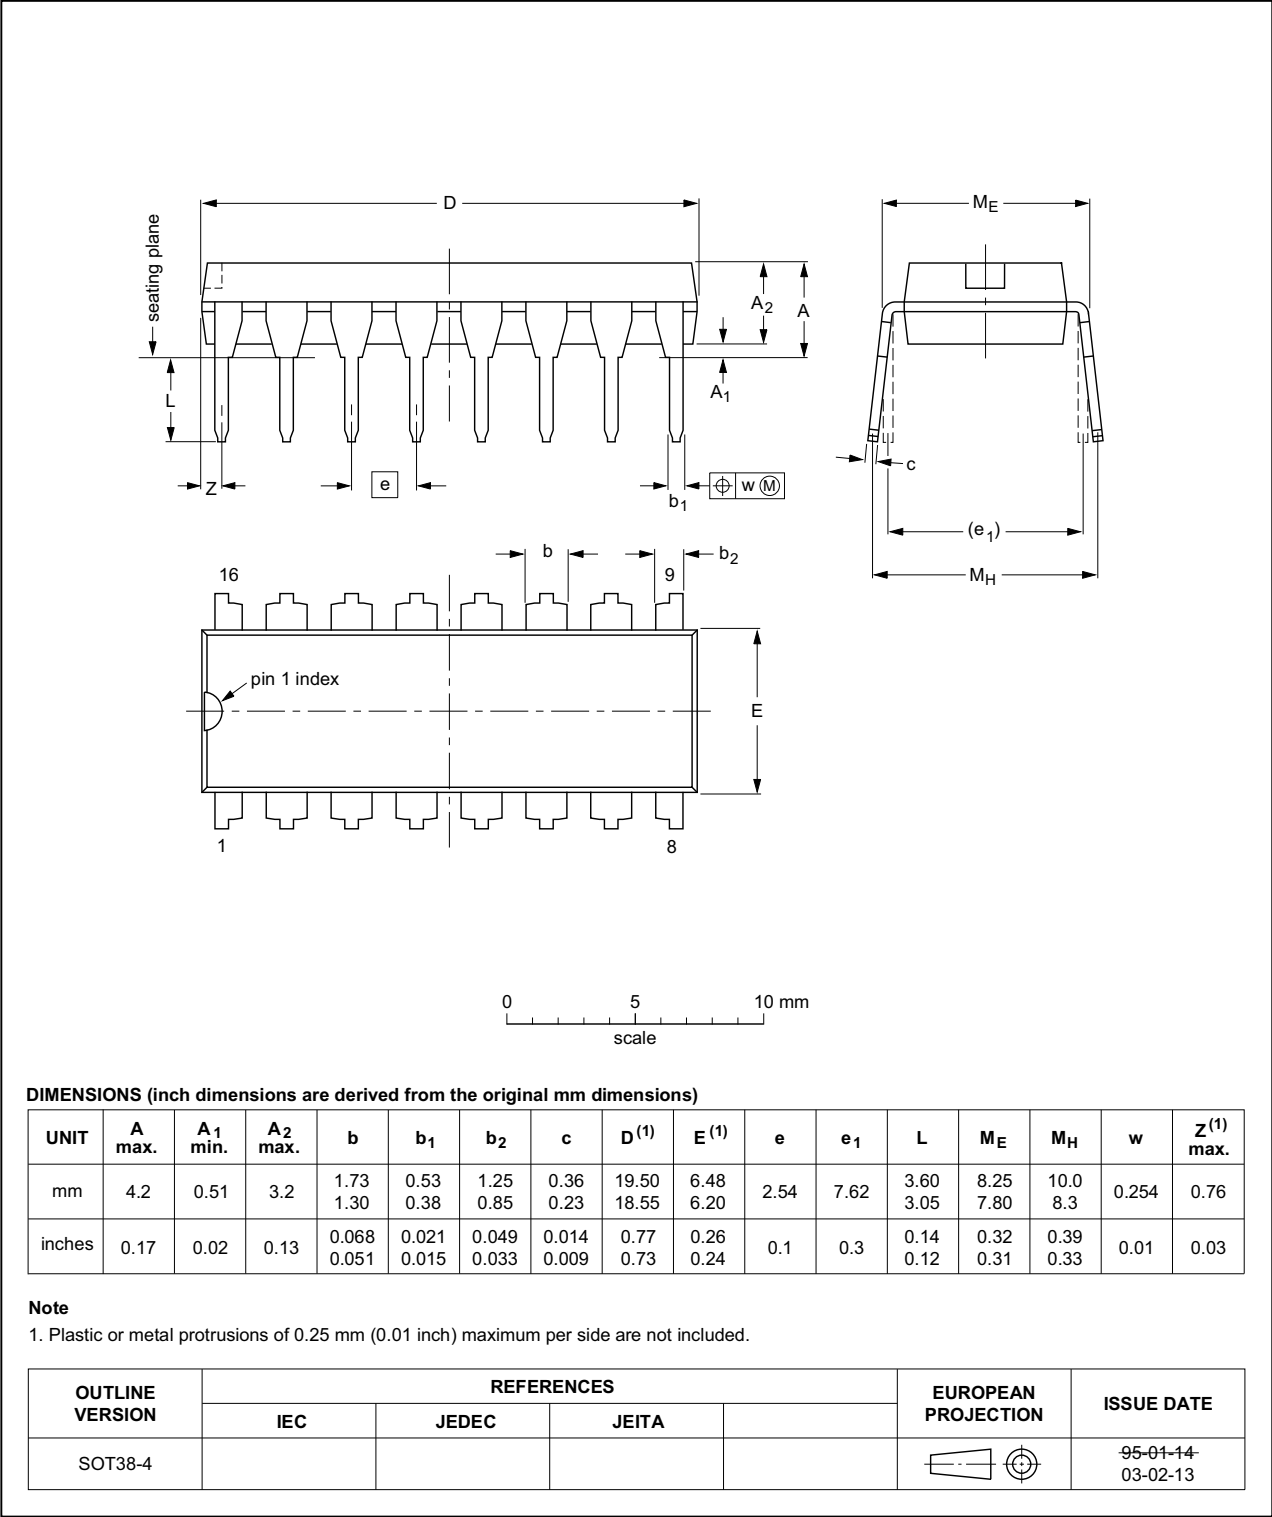 D
M_E
seating plane
A_2
A
A_1
L
c
Z
e
b_1
w M
(e_1)
M_H
b
b_2
16
9
pin 1 index
E
1
8
0 5 10 mm
scale
DIMENSIONS (inch dimensions are derived from the original mm dimensions)
UNIT A max. A1 min. A2 max. b b1 b2 c D(1) E(1) e e1 L ME MH w Z(1) max.
mm 4.2 0.51 3.2 1.73 1.30 0.53 0.38 1.25 0.85 0.36 0.23 19.50 18.55 6.48 6.20 2.54 7.62 3.60 3.05 8.25 7.80 10.0 8.3 0.254 0.76
inches 0.17 0.02 0.13 0.068 0.051 0.021 0.015 0.049 0.033 0.014 0.009 0.77 0.73 0.26 0.24 0.1 0.3 0.14 0.12 0.32 0.31 0.39 0.33 0.01 0.03
Note
1. Plastic or metal protrusions of 0.25 mm (0.01 inch) maximum per side are not included.
OUTLINE VERSION REFERENCES EUROPEAN PROJECTION ISSUE DATE
IEC JEDEC JEITA
SOT38-4
95-01-14
03-02-13